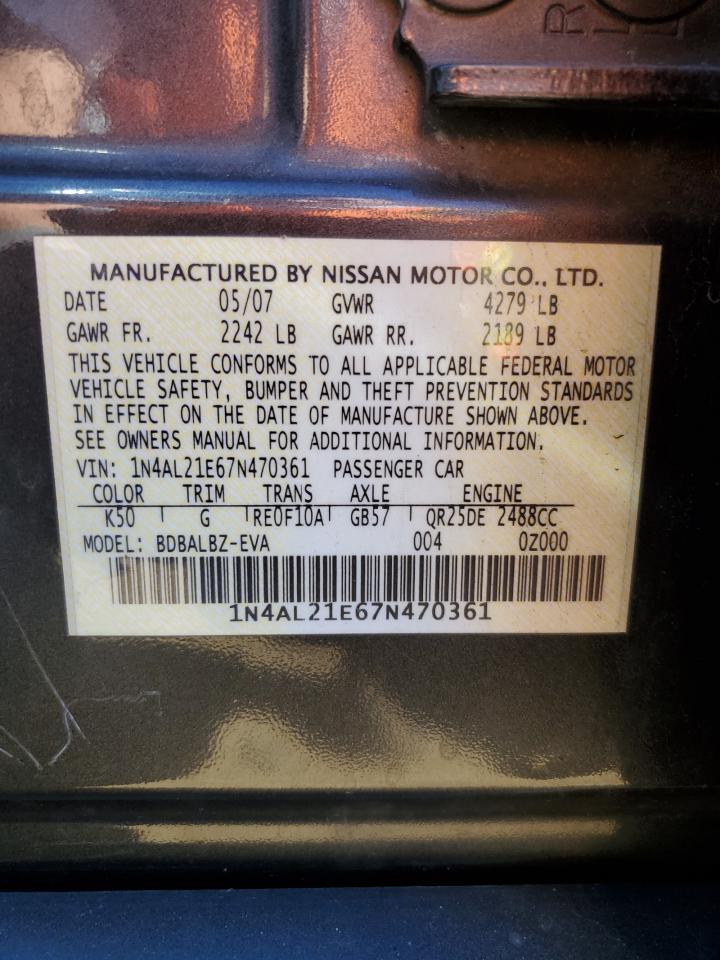 R
L
MANUFACTURED BY NISSAN MOTOR CO., LTD.
DATE 05/07 GVWR 4279 LB
GAWR FR. 2242 LB GAWR RR. 2189 LB
THIS VEHICLE CONFORMS TO ALL APPLICABLE FEDERAL MOTOR
VEHICLE SAFETY, BUMPER AND THEFT PREVENTION STANDARDS
IN EFFECT ON THE DATE OF MANUFACTURE SHOWN ABOVE.
SEE OWNERS MANUAL FOR ADDITIONAL INFORMATION.
VIN: 1N4AL21E67N470361 PASSENGER CAR
COLOR TRIM TRANS AXLE ENGINE
K50 G RE0F10A GB57 QR25DE 2488CC
MODEL: BDBALBZ-EVA 004 0Z000
1N4AL21E67N470361